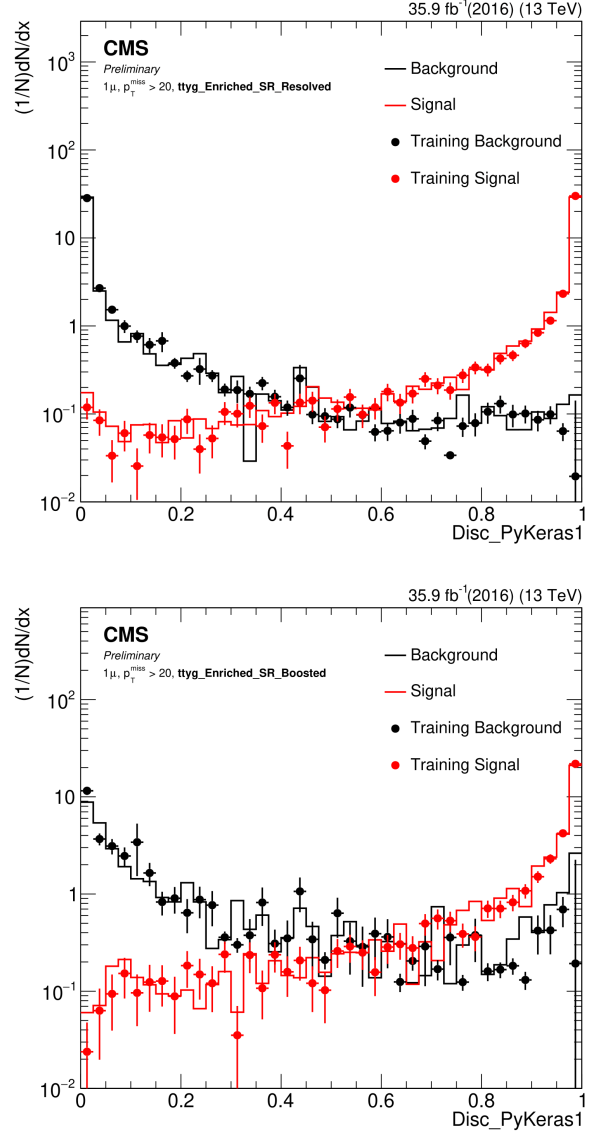 35.9 fb⁻¹(2016) (13 TeV)
(1/N)dN/dx
CMS
Preliminary
1μ, p_T^miss > 20, ttyg_Enriched_SR_Resolved
Background
Signal
Training Background
Training Signal
10³
10²
10
1
10⁻¹
10⁻²
0 0.2 0.4 0.6 0.8 1
Disc_PyKeras1
35.9 fb⁻¹(2016) (13 TeV)
(1/N)dN/dx
CMS
Preliminary
1μ, p_T^miss > 20, ttyg_Enriched_SR_Boosted
Background
Signal
Training Background
Training Signal
10²
10
1
10⁻¹
10⁻²
0 0.2 0.4 0.6 0.8 1
Disc_PyKeras1